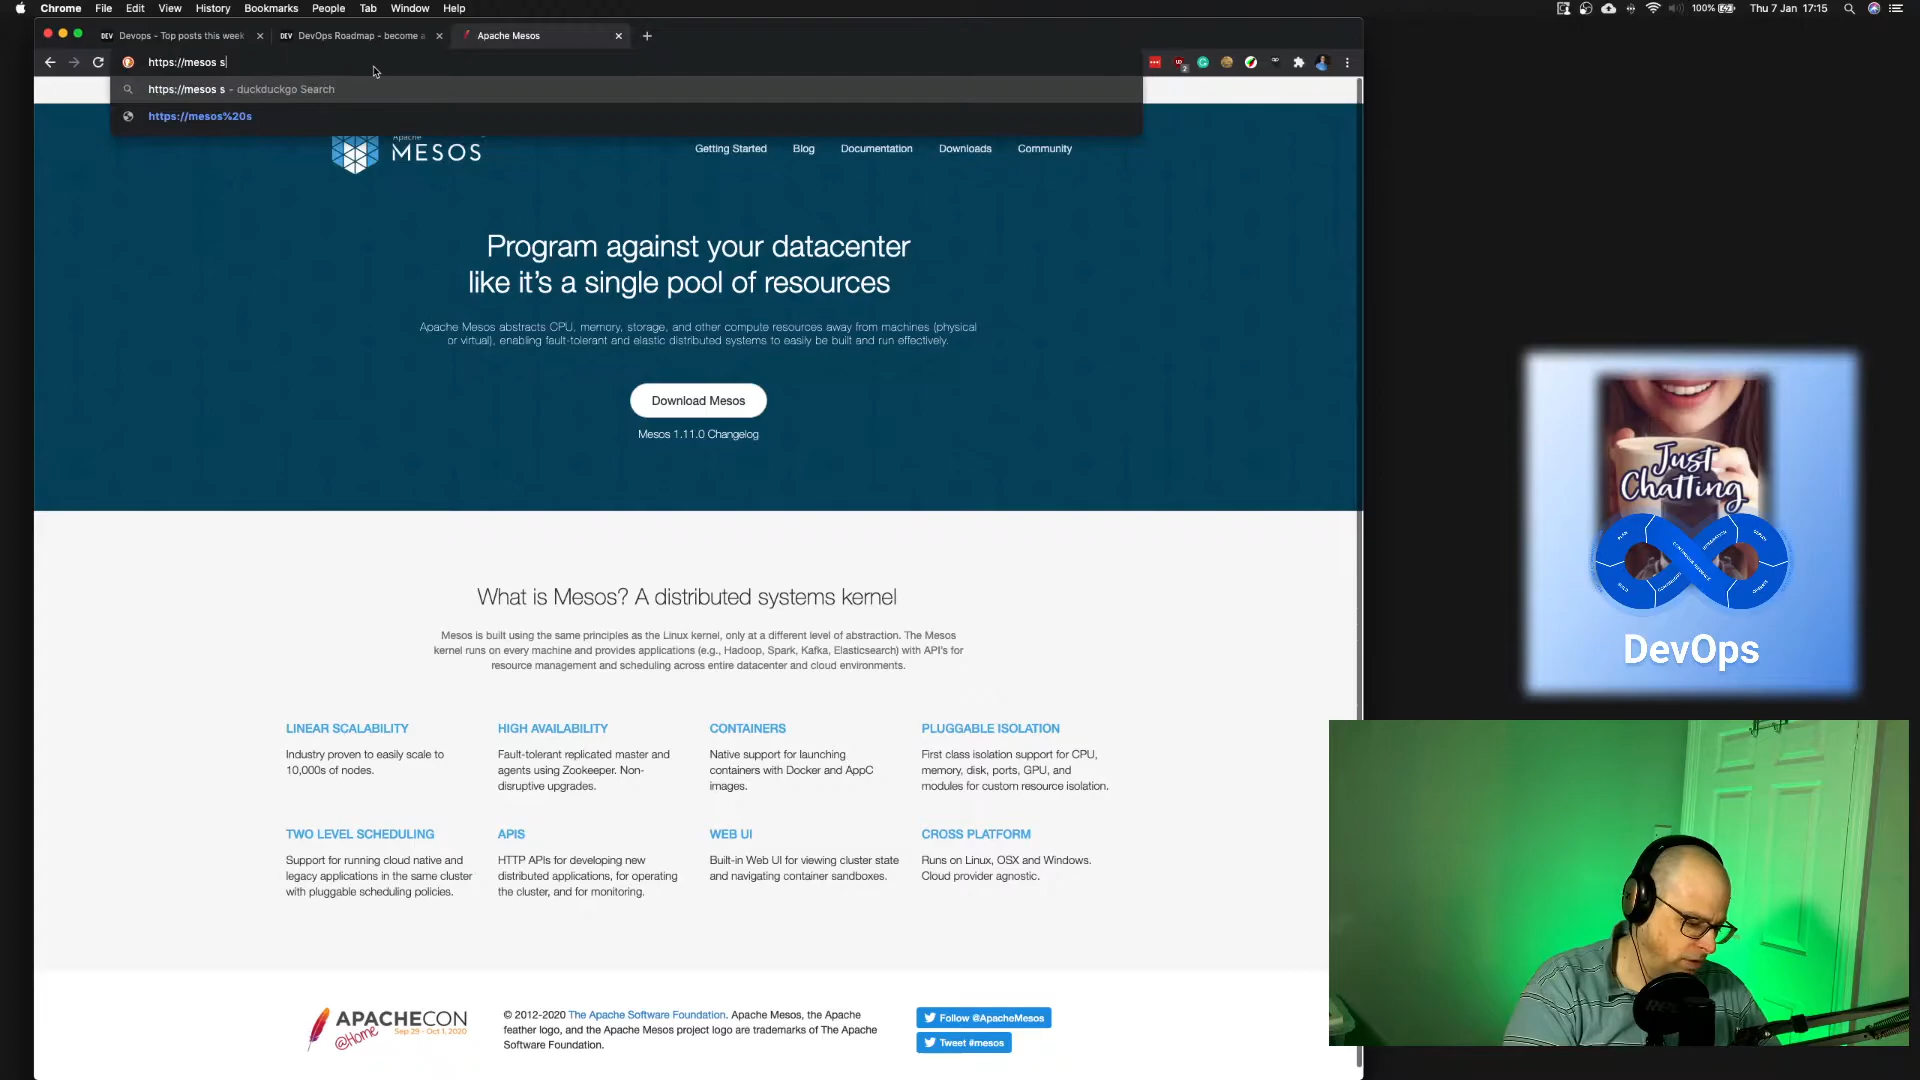 Chrome File Edit View History Bookmarks People Tab Window Help
100% Thu 7 Jan 17:15
DEV Devops - Top posts this week
DEV DevOps Roadmap - become a
Apache Mesos
https://mesos s
https://mesos s - duckduckgo Search
https://mesos%20s
Apache
MESOS
Getting Started Blog Documentation Downloads Community
Program against your datacenter
like it's a single pool of resources
Apache Mesos abstracts CPU, memory, storage, and other compute resources away from machines (physical
or virtual), enabling fault-tolerant and elastic distributed systems to easily be built and run effectively.
Download Mesos
Mesos 1.11.0 Changelog
What is Mesos? A distributed systems kernel
Mesos is built using the same principles as the Linux kernel, only at a different level of abstraction. The Mesos
kernel runs on every machine and provides applications (e.g., Hadoop, Spark, Kafka, Elasticsearch) with API's for
resource management and scheduling across entire datacenter and cloud environments.
LINEAR SCALABILITY
Industry proven to easily scale to
10,000s of nodes.
HIGH AVAILABILITY
Fault-tolerant replicated master and
agents using Zookeeper. Non-
disruptive upgrades.
CONTAINERS
Native support for launching
containers with Docker and AppC
images.
PLUGGABLE ISOLATION
First class isolation support for CPU,
memory, disk, ports, GPU, and
modules for custom resource isolation.
TWO LEVEL SCHEDULING
Support for running cloud native and
legacy applications in the same cluster
with pluggable scheduling policies.
APIS
HTTP APIs for developing new
distributed applications, for operating
the cluster, and for monitoring.
WEB UI
Built-in Web UI for viewing cluster state
and navigating container sandboxes.
CROSS PLATFORM
Runs on Linux, OSX and Windows.
Cloud provider agnostic.
APACHECON
@Home
Sep 29 - Oct 1, 2020
© 2012-2020 The Apache Software Foundation. Apache Mesos, the Apache
feather logo, and the Apache Mesos project logo are trademarks of The Apache
Software Foundation.
Follow @ApacheMesos
Tweet #mesos
Just
Chatting
DevOps